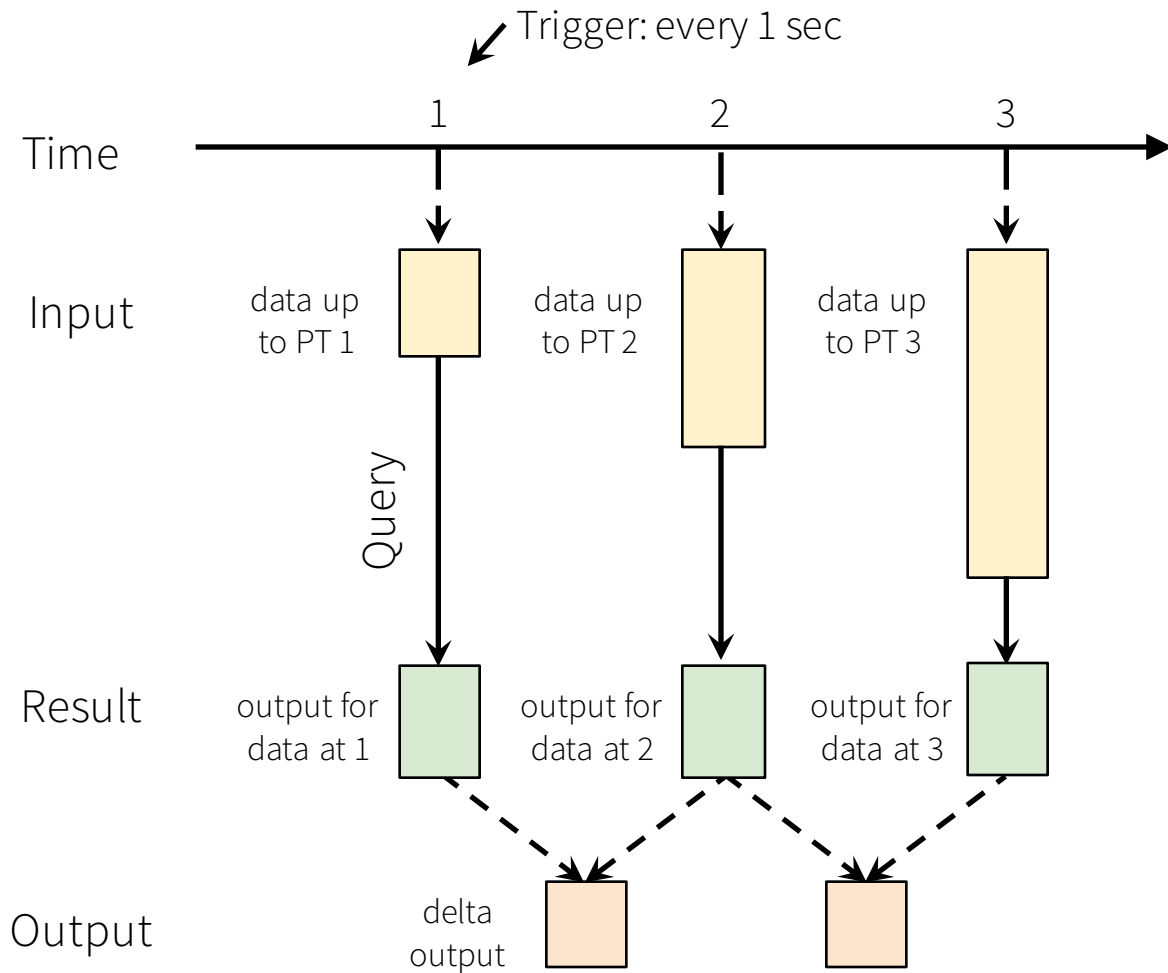 Trigger: every 1 sec
1
2
3
Time
Input
data up
to PT 1
data up
to PT 2
data up
to PT 3
Query
Result
output for
data at 1
output for
data at 2
output for
data at 3
Output
delta
output